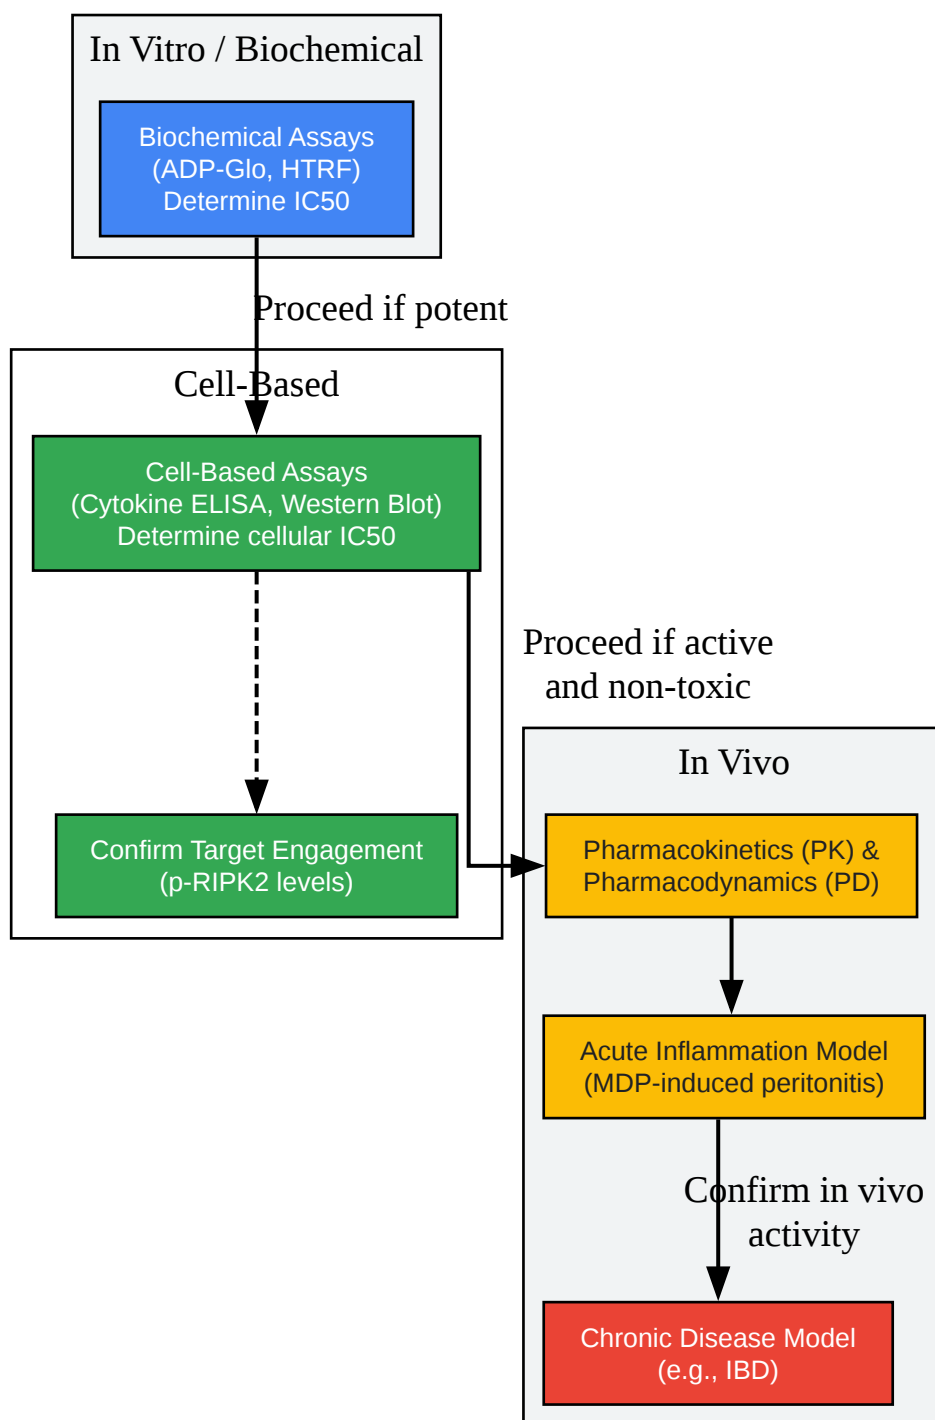 In Vitro / Biochemical
Biochemical Assays
(ADP-Glo, HTRF)
Determine IC50
Proceed if potent
Cell-Based
Cell-Based Assays
(Cytokine ELISA, Western Blot)
Determine cellular IC50
Proceed if active
and non-toxic
In Vivo
Confirm Target Engagement
(p-RIPK2 levels)
Pharmacokinetics (PK) &
Pharmacodynamics (PD)
Acute Inflammation Model
(MDP-induced peritonitis)
Confirm in vivo
activity
Chronic Disease Model
(e.g., IBD)